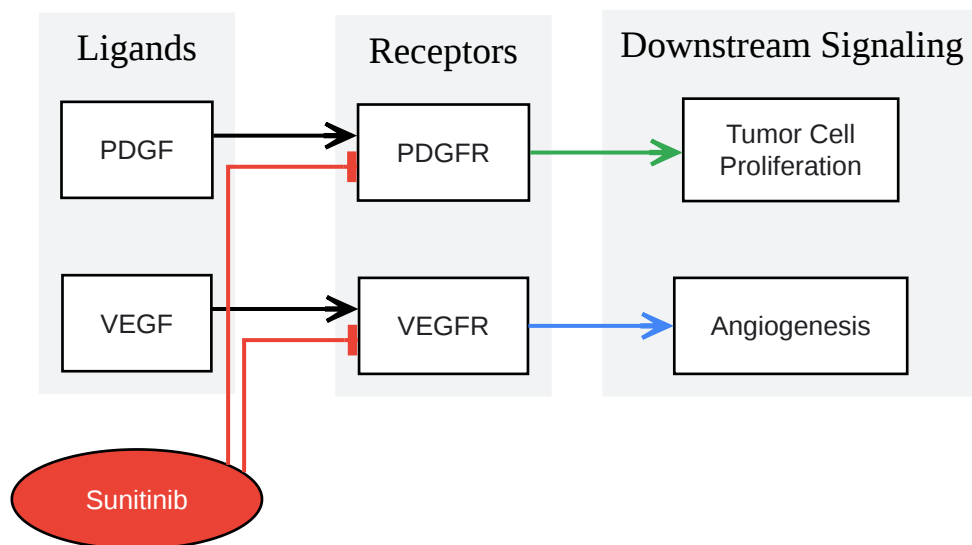 Ligands
Receptors
Downstream Signaling
PDGF
PDGFR
Tumor Cell
Proliferation
VEGF
VEGFR
Angiogenesis
Sunitinib